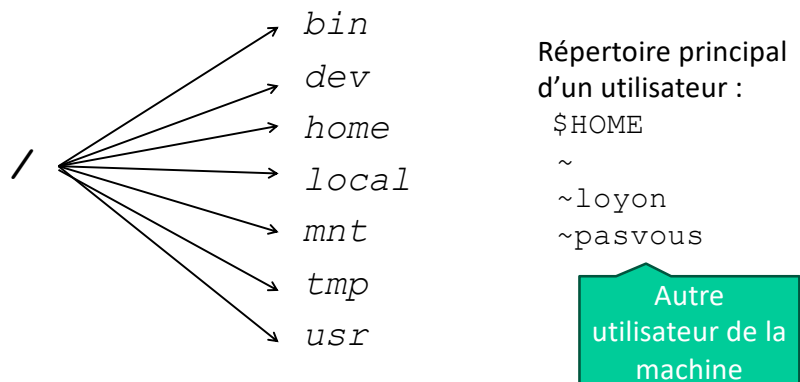 /
bin
dev
home
local
mnt
tmp
usr
Répertoire principal
d’un utilisateur :
$HOME
~
~loyon
~pasvous
Autre
utilisateur de la
machine